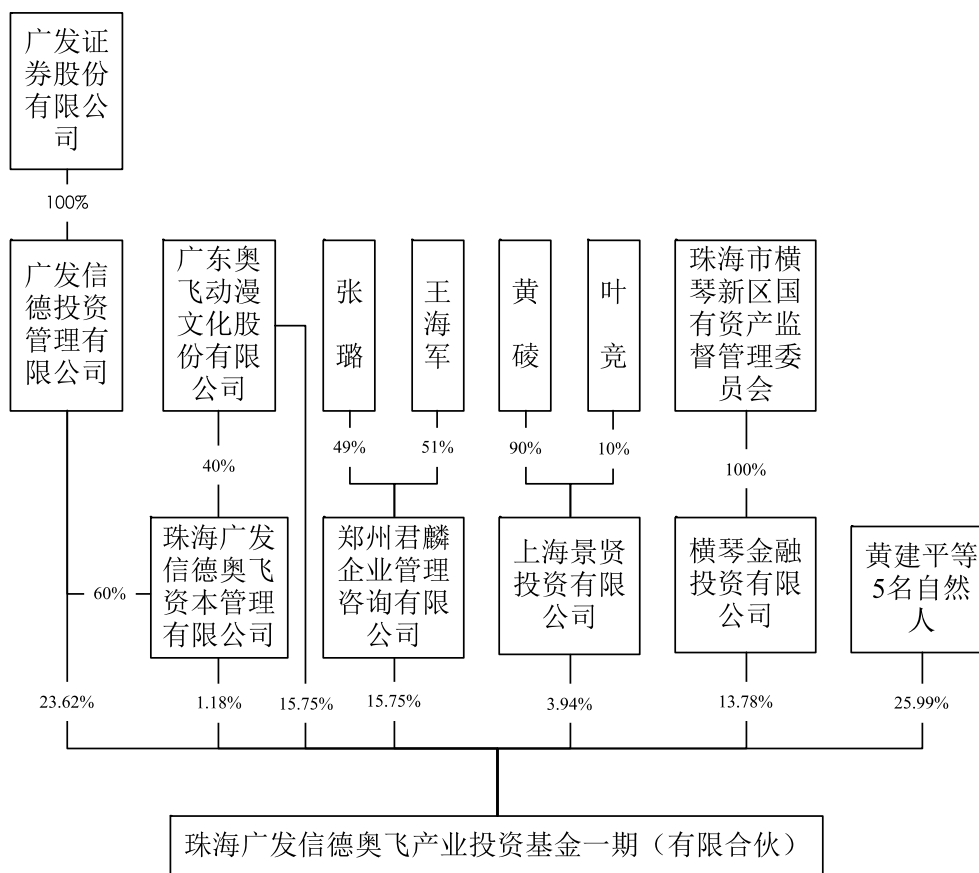 广发证
券股份
有限公
司
100%
广发信
德投资
管理有
限公司
广东奥
飞动漫
文化股
份有限
公司
张
璐
王
海
军
黄
碐
叶
竞
珠海市横
琴新区国
有资产监
督管理委
员会
49%
51%
90%
10%
40%
100%
珠海广发
信德奥飞
资本管理
有限公司
郑州君麟
企业管理
咨询有限
公司
上海景贤
投资有限
公司
横琴金融
投资有限
公司
黄建平等
5名自然
人
60%
23.62%
1.18%
15.75%
15.75%
3.94%
13.78%
25.99%
珠海广发信德奥飞产业投资基金一期（有限合伙）